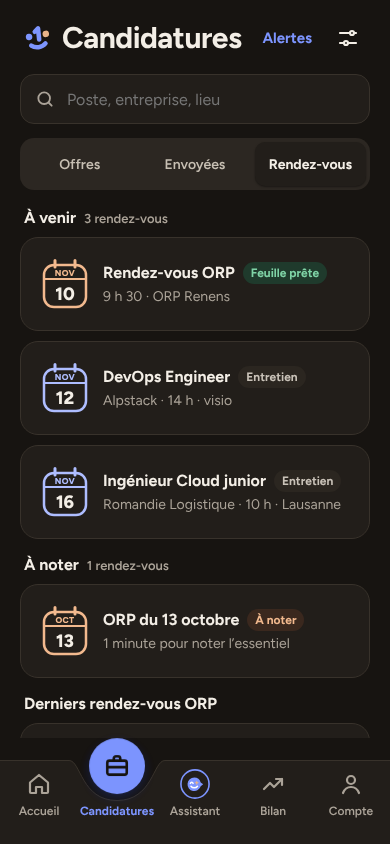 Candidatures
Alertes
Poste, entreprise, lieu
Offres
Envoyées
Rendez-vous
À venir 3 rendez-vous
NOV
10
Rendez-vous ORP Feuille prête
9 h 30 · ORP Renens
NOV
12
DevOps Engineer Entretien
Alpstack · 14 h · visio
NOV
16
Ingénieur Cloud junior Entretien
Romandie Logistique · 10 h · Lausanne
À noter 1 rendez-vous
OCT
13
ORP du 13 octobre À noter
1 minute pour noter l'essentiel
Derniers rendez-vous ORP
Accueil
Candidatures
Assistant
Bilan
Compte